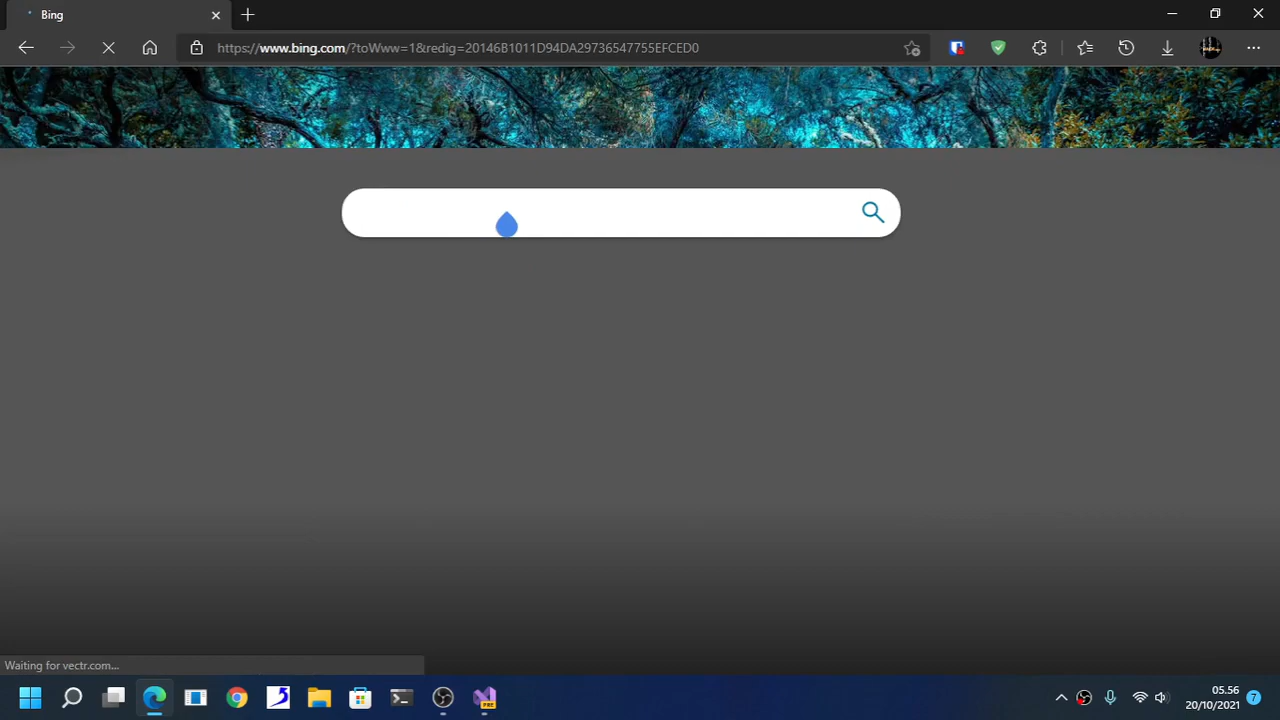 Bing
https://www.bing.com/?toWww=1&redig=20146B1011D94DA29736547755EFCED0
Waiting for vectr.com...
PRE
05.56
20/10/2021
7